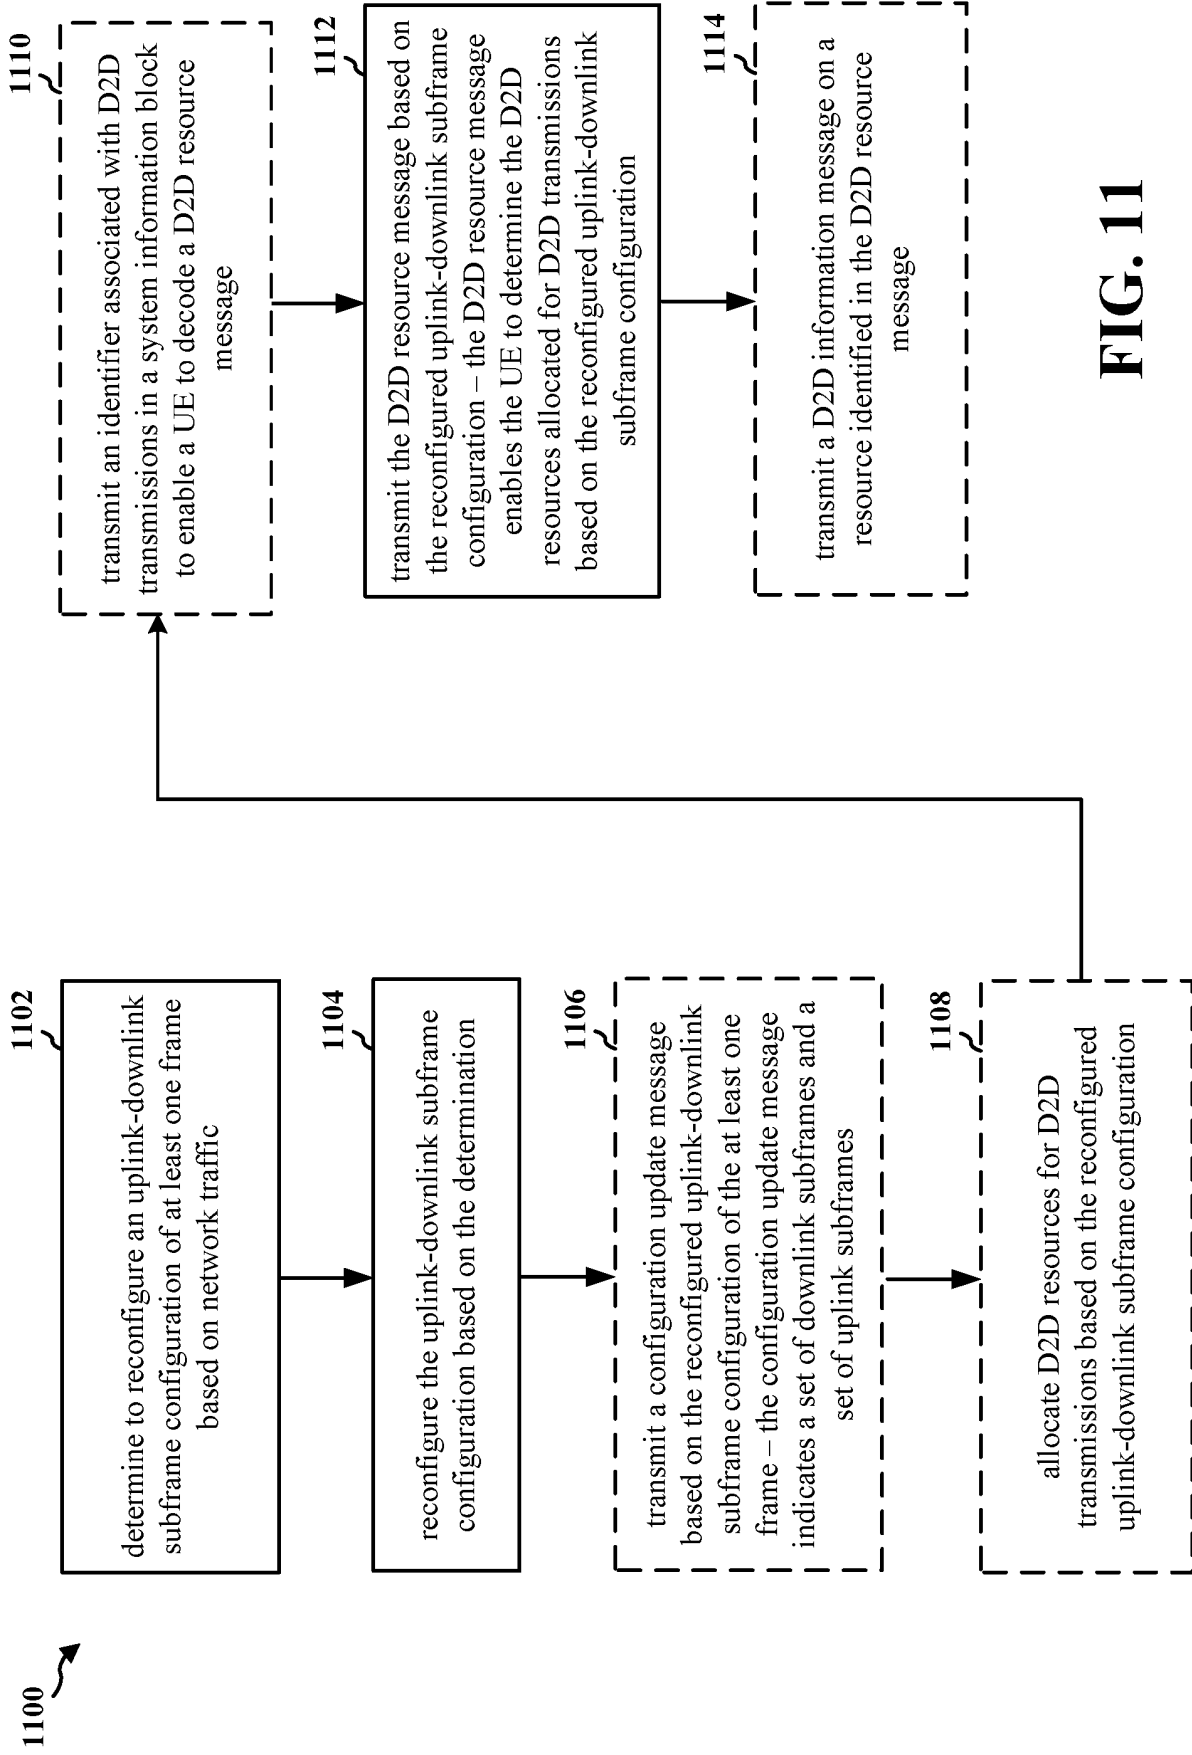 1100
1102
determine to reconfigure an uplink-downlink
subframe configuration of at least one frame
based on network traffic
1104
reconfigure the uplink-downlink subframe
configuration based on the determination
1106
transmit a configuration update message
based on the reconfigured uplink-downlink
subframe configuration of the at least one
frame – the configuration update message
indicates a set of downlink subframes and a
set of uplink subframes
1108
allocate D2D resources for D2D
transmissions based on the reconfigured
uplink-downlink subframe configuration
1110
transmit an identifier associated with D2D
transmissions in a system information block
to enable a UE to decode a D2D resource
message
1112
transmit the D2D resource message based on
the reconfigured uplink-downlink subframe
configuration – the D2D resource message
enables the UE to determine the D2D
resources allocated for D2D transmissions
based on the reconfigured uplink-downlink
subframe configuration
1114
transmit a D2D information message on a
resource identified in the D2D resource
message
FIG. 11